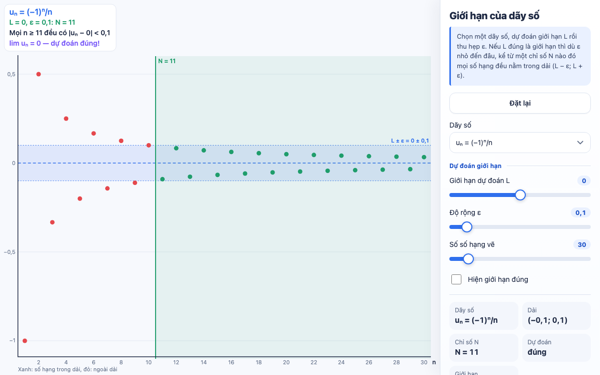 uₙ = (−1)ⁿ/n
L = 0, ε = 0,1: N = 11
Mọi n ≥ 11 đều có |uₙ − 0| < 0,1
lim uₙ = 0 — dự đoán đúng!
N = 11
L ± ε = 0 ± 0,1
0,5
0
−0,5
−1
2 4 6 8 10 12 14 16 18 20 22 24 26 28 30 n
Xanh: số hạng trong dải, đỏ: ngoài dải
Giới hạn của dãy số
Chọn một dãy số, dự đoán giới hạn L rồi
thu hẹp ε. Nếu L đúng là giới hạn thì dù ε
nhỏ đến đâu, kể từ một chỉ số N nào đó
mọi số hạng đều nằm trong dải (L − ε; L +
ε).
Đặt lại
Dãy số
uₙ = (−1)ⁿ/n
Dự đoán giới hạn
Giới hạn dự đoán L 0
Độ rộng ε 0,1
Số số hạng vẽ 30
Hiện giới hạn đúng
Dãy số
uₙ = (−1)ⁿ/n
Dải
(−0,1; 0,1)
Chỉ số N
N = 11
Dự đoán
đúng
Giới hạn